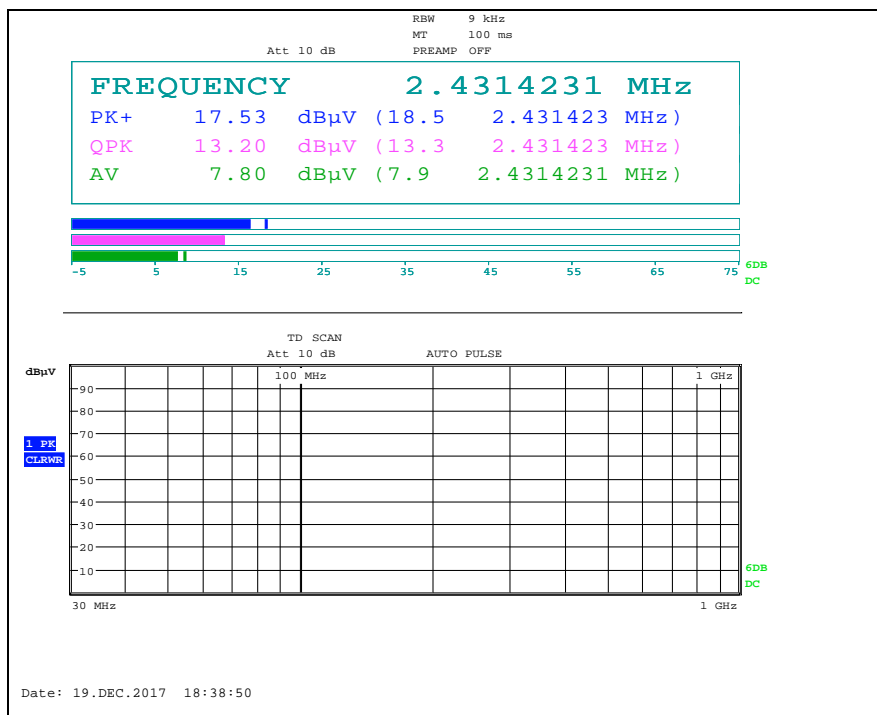 RBW 9 kHz
MT 100 ms
Att 10 dB PREAMP OFF
FREQUENCY 2.4314231 MHz
PK+ 17.53 dBµV (18.5 2.431423 MHz)
QPK 13.20 dBµV (13.3 2.431423 MHz)
AV 7.80 dBµV (7.9 2.4314231 MHz)
-5 5 15 25 35 45 55 65 75
6DB
DC
TD SCAN
Att 10 dB AUTO PULSE
dBµV
100 MHz 1 GHz
90
80
70
1 PK
CLRWR
60
50
40
30
20
10
6DB
DC
30 MHz 1 GHz
Date: 19.DEC.2017 18:38:50